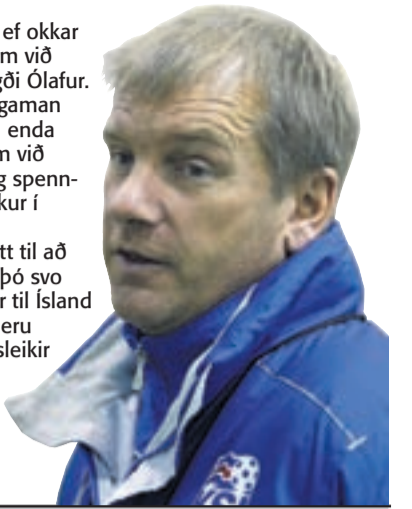 ef okkar
m við
gði Ólafur.
gaman
enda
m við
g spenn-
kur í
tt til að
þó svo
r til Ísland
eru
sleikir